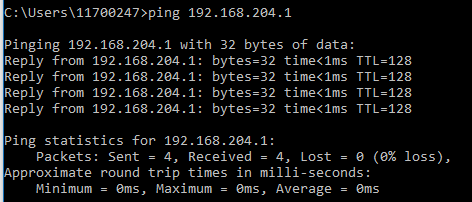 C:\Users\11700247>ping 192.168.204.1
Pinging 192.168.204.1 with 32 bytes of data:
Reply from 192.168.204.1: bytes=32 time<1ms TTL=128
Reply from 192.168.204.1: bytes=32 time<1ms TTL=128
Reply from 192.168.204.1: bytes=32 time<1ms TTL=128
Reply from 192.168.204.1: bytes=32 time<1ms TTL=128
Ping statistics for 192.168.204.1:
    Packets: Sent = 4, Received = 4, Lost = 0 (0% loss),
Approximate round trip times in milli-seconds:
    Minimum = 0ms, Maximum = 0ms, Average = 0ms